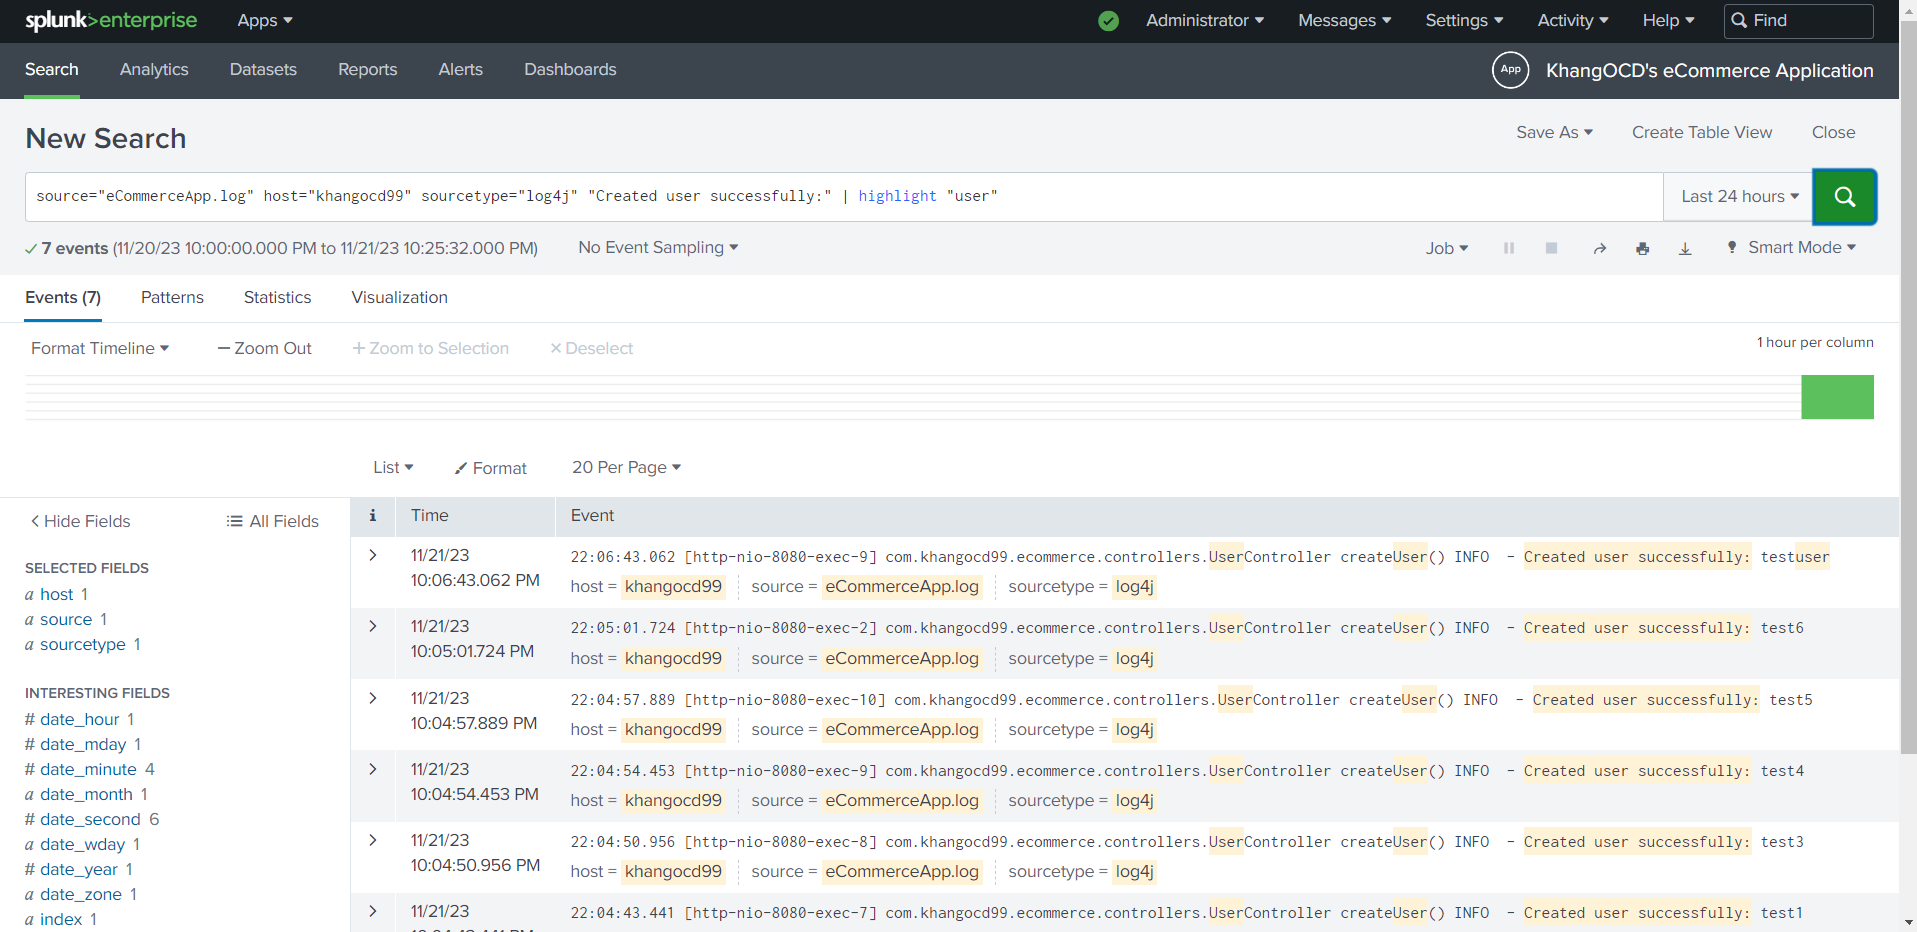 splunk>enterprise Apps Administrator Messages Settings Activity Help Find
Search Analytics Datasets Reports Alerts Dashboards App KhangOCD's eCommerce Application
New Search
Save As Create Table View Close
source="eCommerceApp.log" host="khangocd99" sourcetype="log4j" "Created user successfully:" | highlight "user"
Last 24 hours
7 events (11/20/23 10:00:00.000 PM to 11/21/23 10:25:32.000 PM) No Event Sampling Job Smart Mode
Events (7) Patterns Statistics Visualization
Format Timeline — Zoom Out + Zoom to Selection × Deselect
1 hour per column
List Format 20 Per Page
< Hide Fields All Fields
SELECTED FIELDS
a host 1
a source 1
a sourcetype 1
INTERESTING FIELDS
# date_hour 1
# date_mday 1
# date_minute 4
a date_month 1
# date_second 6
a date_wday 1
# date_year 1
a date_zone 1
a index 1
i Time Event
> 11/21/23 22:06:43.062 [http-nio-8080-exec-9] com.khangocd99.ecommerce.controllers.UserController createUser() INFO - Created user successfully: testuser
10:06:43.062 PM host = khangocd99 source = eCommerceApp.log sourcetype = log4j
> 11/21/23 22:05:01.724 [http-nio-8080-exec-2] com.khangocd99.ecommerce.controllers.UserController createUser() INFO - Created user successfully: test6
10:05:01.724 PM host = khangocd99 source = eCommerceApp.log sourcetype = log4j
> 11/21/23 22:04:57.889 [http-nio-8080-exec-10] com.khangocd99.ecommerce.controllers.UserController createUser() INFO - Created user successfully: test5
10:04:57.889 PM host = khangocd99 source = eCommerceApp.log sourcetype = log4j
> 11/21/23 22:04:54.453 [http-nio-8080-exec-9] com.khangocd99.ecommerce.controllers.UserController createUser() INFO - Created user successfully: test4
10:04:54.453 PM host = khangocd99 source = eCommerceApp.log sourcetype = log4j
> 11/21/23 22:04:50.956 [http-nio-8080-exec-8] com.khangocd99.ecommerce.controllers.UserController createUser() INFO - Created user successfully: test3
10:04:50.956 PM host = khangocd99 source = eCommerceApp.log sourcetype = log4j
> 11/21/23 22:04:43.441 [http-nio-8080-exec-7] com.khangocd99.ecommerce.controllers.UserController createUser() INFO - Created user successfully: test1